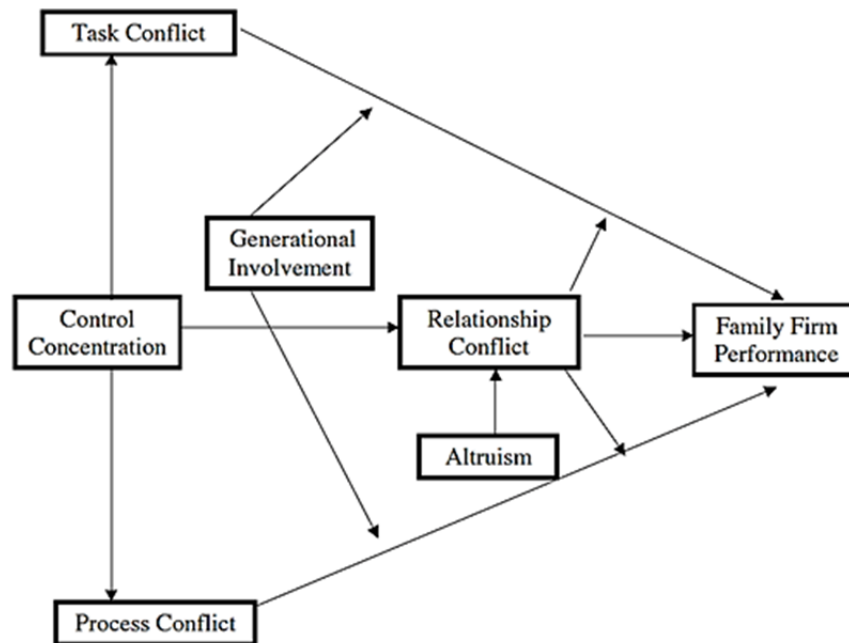 Task Conflict
Generational
Involvement
Control
Concentration
Relationship
Conflict
Family Firm
Performance
Altruism
Process Conflict